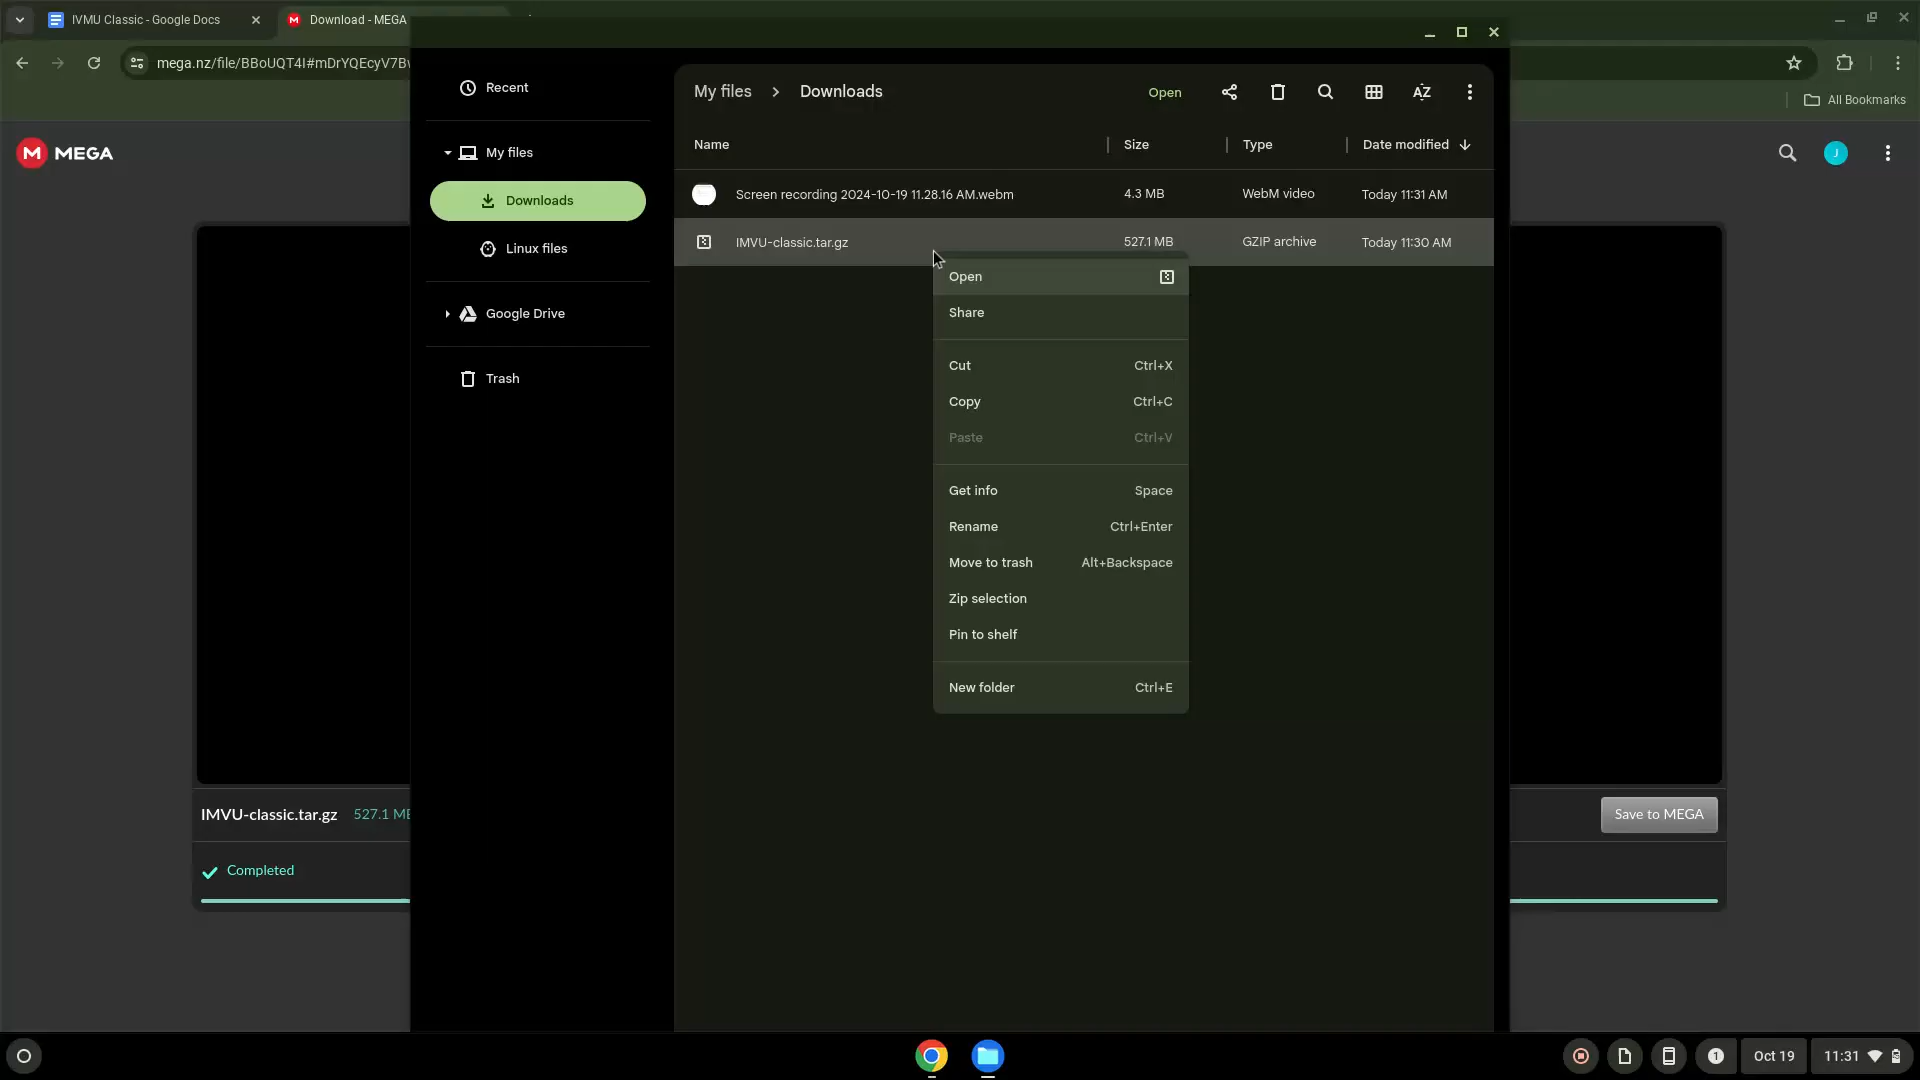 IVMU Classic - Google Docs
Download - MEGA
mega.nz/file/BBoUQT4I#mDrYQEcyV7B
All Bookmarks
M MEGA
J
Recent
My files
Downloads
Linux files
Google Drive
Trash
My files > Downloads
Open
AZ
Name
Size
Type
Date modified
Screen recording 2024-10-19 11.28.16 AM.webm
4.3 MB
WebM video
Today 11:31 AM
IMVU-classic.tar.gz
527.1 MB
GZIP archive
Today 11:30 AM
Open
Share
Cut Ctrl+X
Copy Ctrl+C
Paste Ctrl+V
Get info Space
Rename Ctrl+Enter
Move to trash Alt+Backspace
Zip selection
Pin to shelf
New folder Ctrl+E
IMVU-classic.tar.gz 527.1 ME
Save to MEGA
Completed
1
Oct 19
11:31